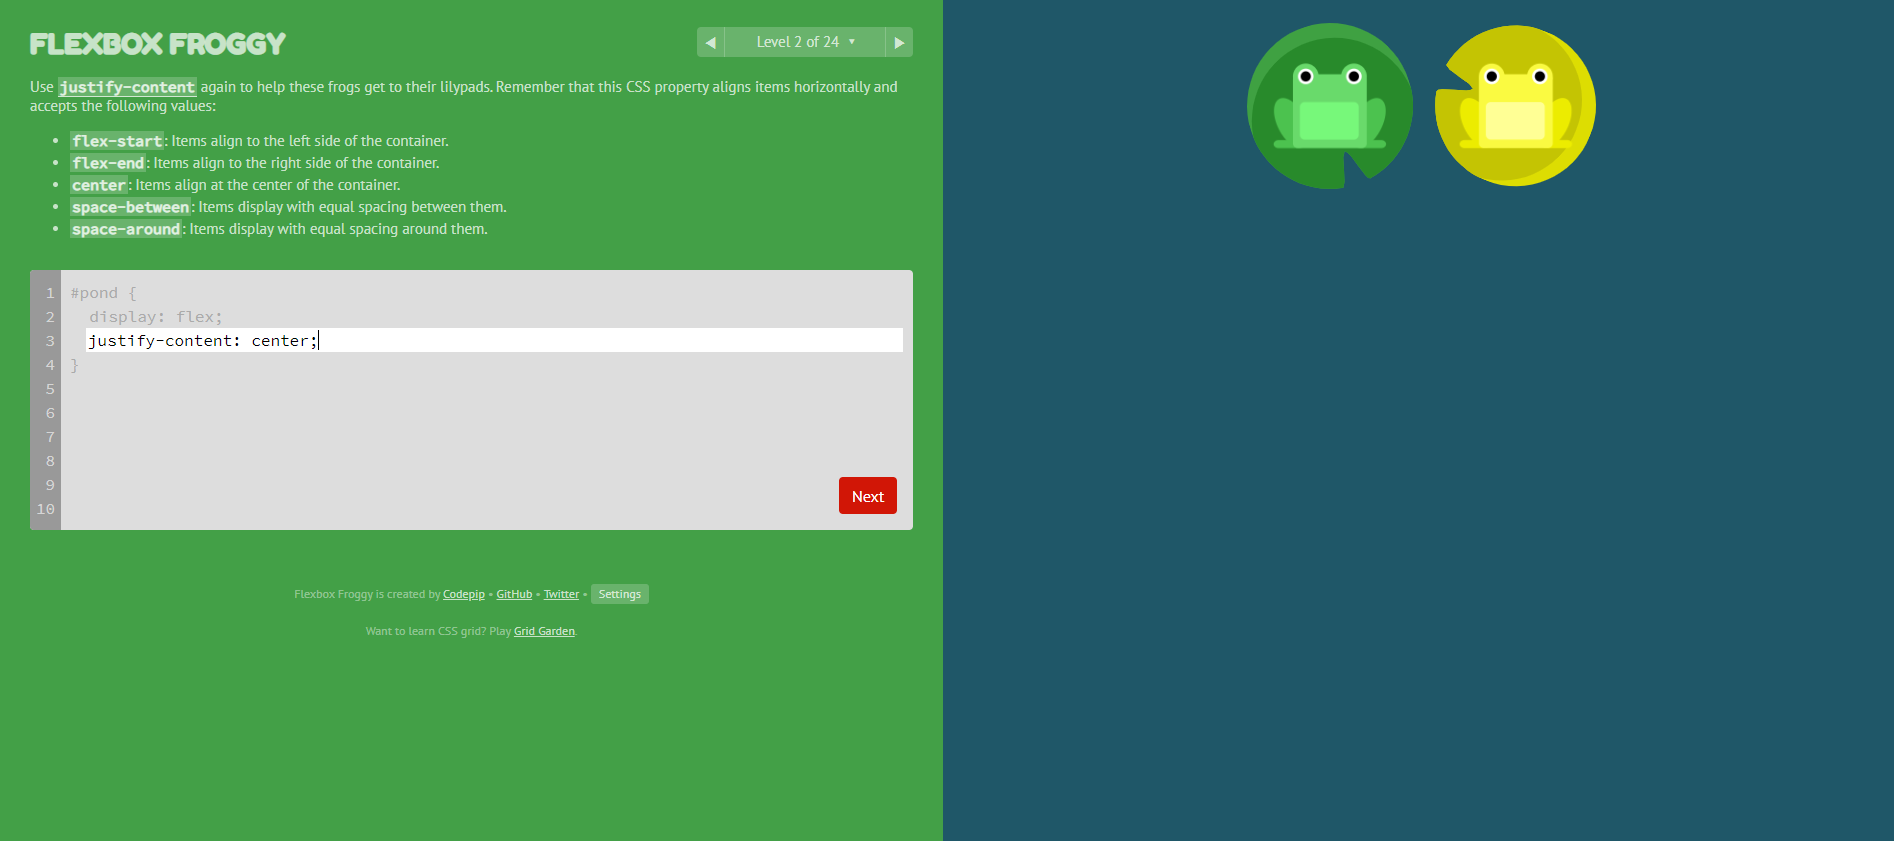 FLEXBOX FROGGY
◀ Level 2 of 24 ▼ ▶
Use justify-content again to help these frogs get to their lilypads. Remember that this CSS property aligns items horizontally and
accepts the following values:
• flex-start: Items align to the left side of the container.
• flex-end: Items align to the right side of the container.
• center: Items align at the center of the container.
• space-between: Items display with equal spacing between them.
• space-around: Items display with equal spacing around them.
1 #pond {
2 display: flex;
3 justify-content: center;
4 }
5
6
7
8
9
10
Next
Flexbox Froggy is created by Codepip • GitHub • Twitter • Settings
Want to learn CSS grid? Play Grid Garden.